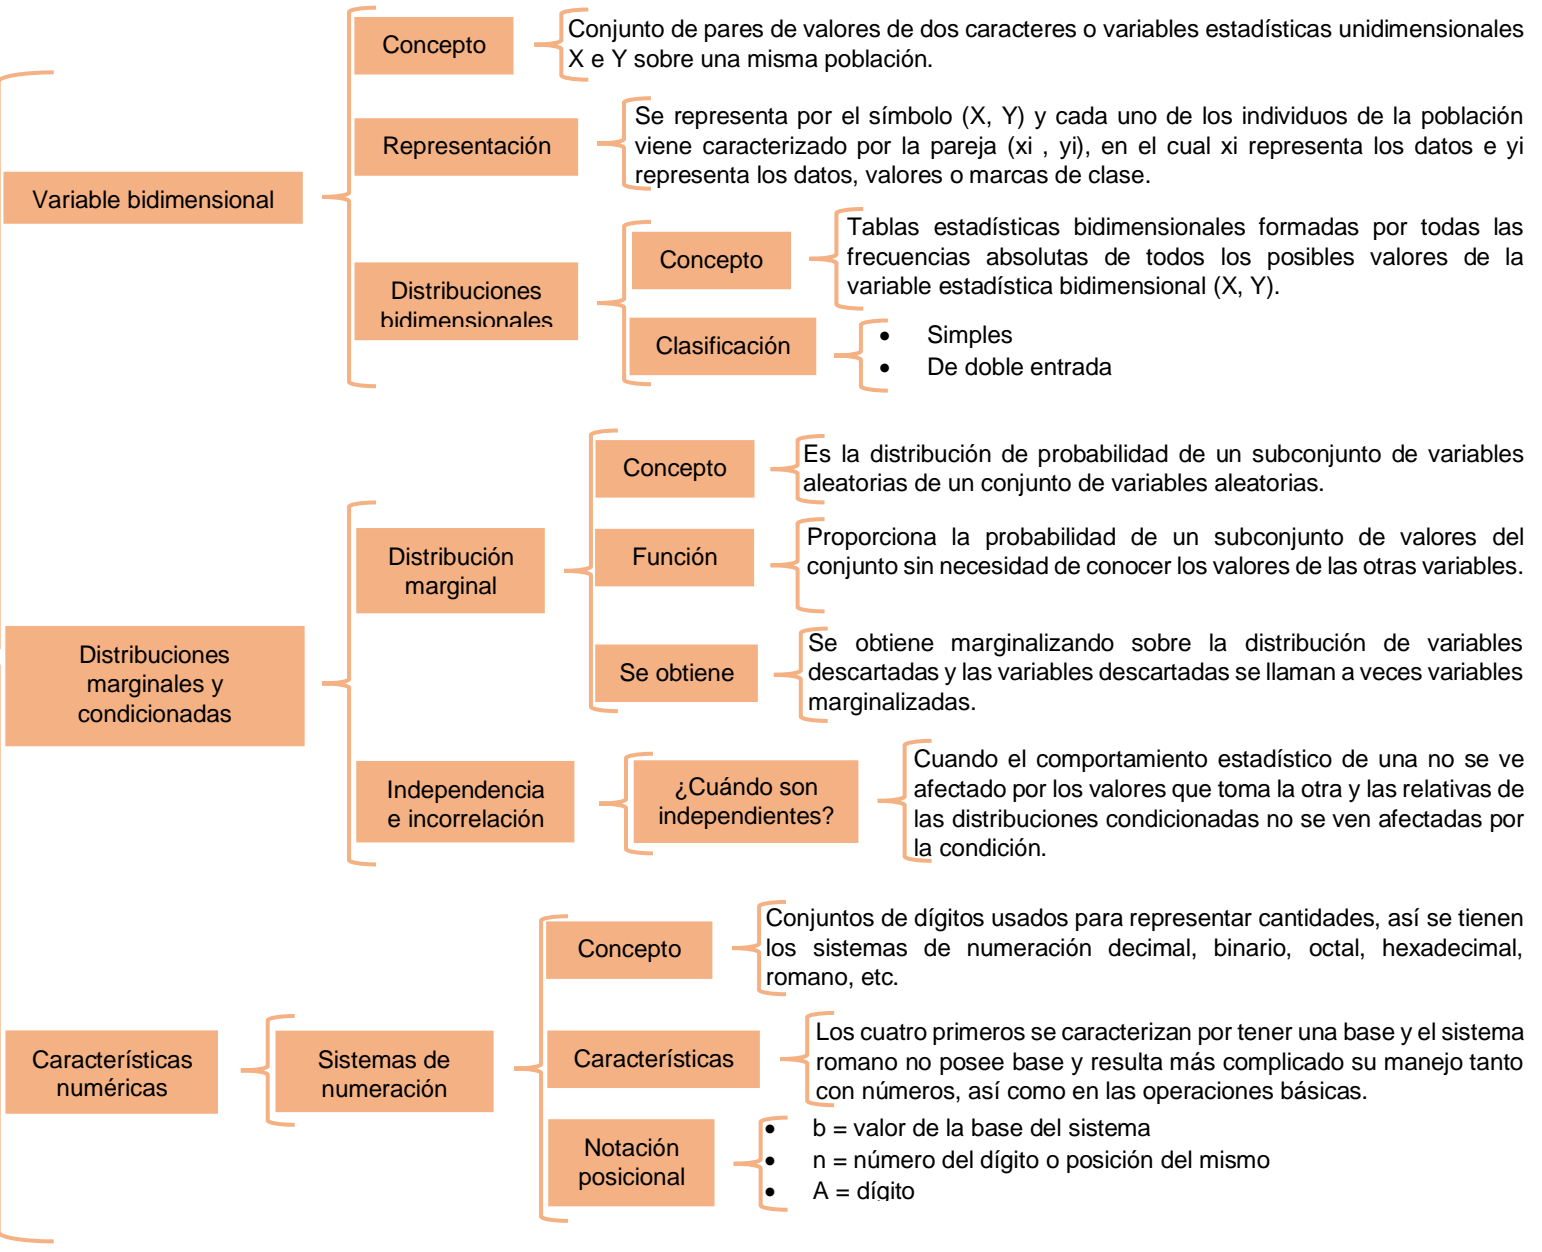 Variable bidimensional
Concepto
Conjunto de pares de valores de dos caracteres o variables estadísticas unidimensionales
X e Y sobre una misma población.
Representación
Se representa por el símbolo (X, Y) y cada uno de los individuos de la población
viene caracterizado por la pareja (xi , yi), en el cual xi representa los datos e yi
representa los datos, valores o marcas de clase.
Distribuciones
bidimensionales
Concepto
Tablas estadísticas bidimensionales formadas por todas las
frecuencias absolutas de todos los posibles valores de la
variable estadística bidimensional (X, Y).
Clasificación
• Simples
• De doble entrada
Distribuciones
marginales y
condicionadas
Distribución
marginal
Concepto
Es la distribución de probabilidad de un subconjunto de variables
aleatorias de un conjunto de variables aleatorias.
Función
Proporciona la probabilidad de un subconjunto de valores del
conjunto sin necesidad de conocer los valores de las otras variables.
Se obtiene
Se obtiene marginalizando sobre la distribución de variables
descartadas y las variables descartadas se llaman a veces variables
marginalizadas.
Independencia
e incorrelación
¿Cuándo son
independientes?
Cuando el comportamiento estadístico de una no se ve
afectado por los valores que toma la otra y las relativas de
las distribuciones condicionadas no se ven afectadas por
la condición.
Características
numéricas
Sistemas de
numeración
Concepto
Conjuntos de dígitos usados para representar cantidades, así se tienen
los sistemas de numeración decimal, binario, octal, hexadecimal,
romano, etc.
Características
Los cuatro primeros se caracterizan por tener una base y el sistema
romano no posee base y resulta más complicado su manejo tanto
con números, así como en las operaciones básicas.
Notación
posicional
• b = valor de la base del sistema
• n = número del dígito o posición del mismo
• A = dígito